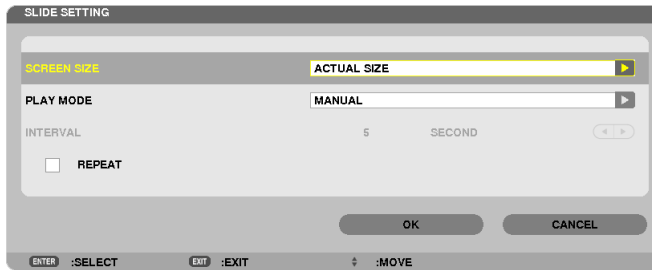 SLIDE SETTING
SCREEN SIZE ACTUAL SIZE
PLAY MODE MANUAL
INTERVAL 5 SECOND
REPEAT
OK CANCEL
ENTER :SELECT EXIT :EXIT :MOVE